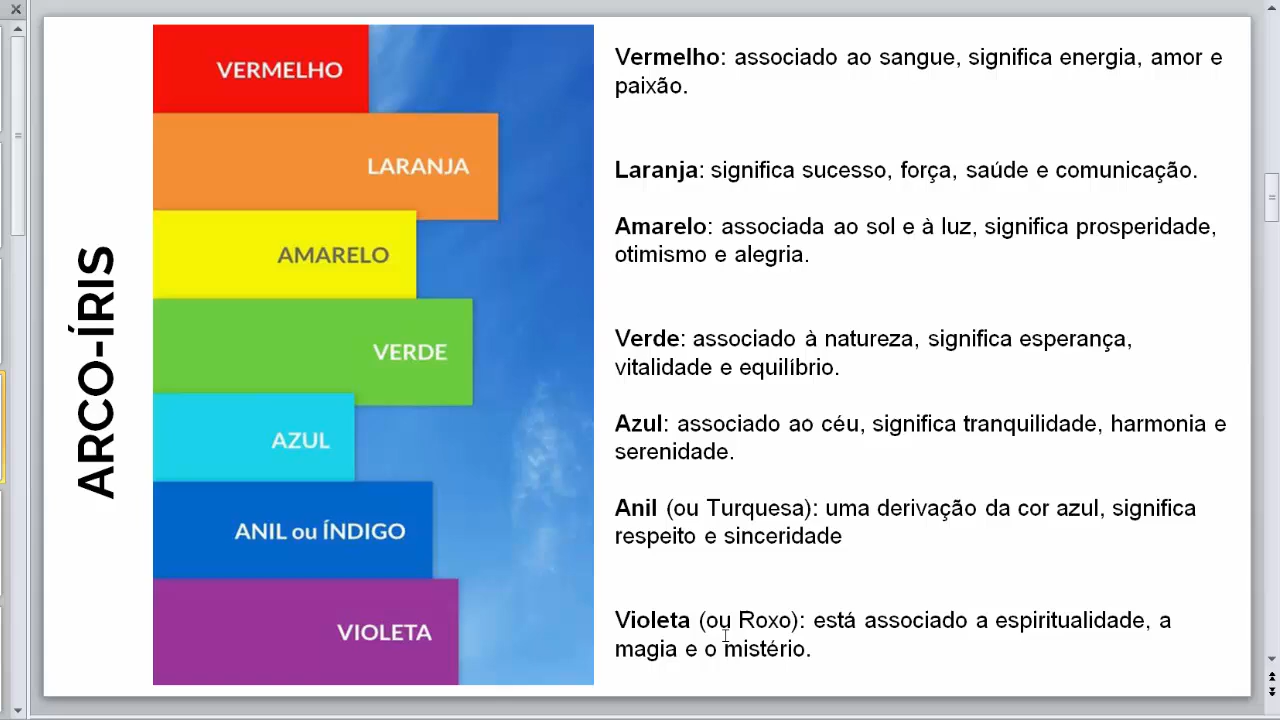 ARCO-ÍRIS
VERMELHO
LARANJA
AMARELO
VERDE
AZUL
ANIL ou ÍNDIGO
VIOLETA
Vermelho: associado ao sangue, significa energia, amor e
paixão.
Laranja: significa sucesso, força, saúde e comunicação.
Amarelo: associada ao sol e à luz, significa prosperidade,
otimismo e alegria.
Verde: associado à natureza, significa esperança,
vitalidade e equilíbrio.
Azul: associado ao céu, significa tranquilidade, harmonia e
serenidade.
Anil (ou Turquesa): uma derivação da cor azul, significa
respeito e sinceridade
Violeta (ou Roxo): está associado a espiritualidade, a
magia e o mistério.